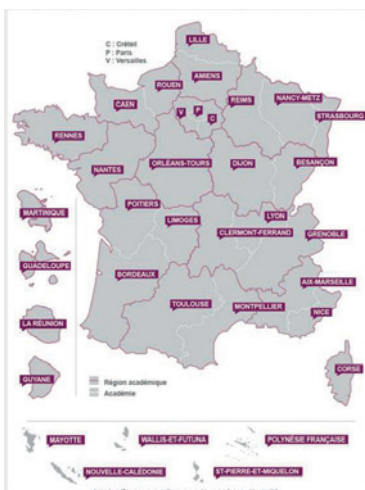 C : Créteil
P : Paris
V : Versailles
LILLE
AMIENS
ROUEN
CAEN
REIMS
NANCY-METZ
STRASBOURG
V
P
C
RENNES
ORLÉANS-TOURS
DIJON
BESANÇON
NANTES
POITIERS
LIMOGES
LYON
CLERMONT-FERRAND
GRENOBLE
MARTINIQUE
GUADELOUPE
BORDEAUX
AIX-MARSEILLE
TOULOUSE
MONTPELLIER
NICE
LA RÉUNION
GUYANE
CORSE
Région académique
Académie
MAYOTTE
WALLIS-ET-FUTUNA
POLYNÉSIE FRANÇAISE
NOUVELLE-CALÉDONIE
ST-PIERRE-ET-MIQUELON